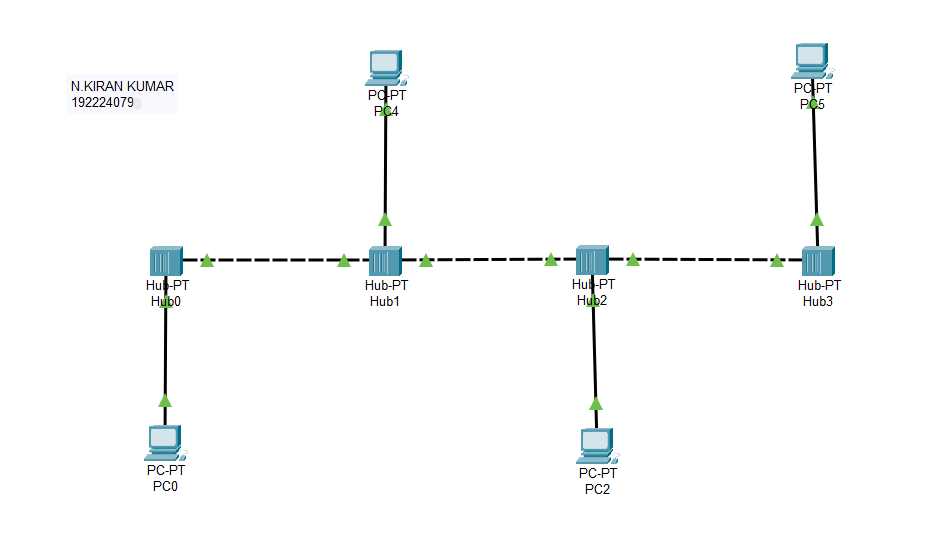 N.KIRAN KUMAR
192224079
PC-PT
PC4
PC-PT
PC5
Hub-PT
Hub0
Hub-PT
Hub1
Hub-PT
Hub2
Hub-PT
Hub3
PC-PT
PC0
PC-PT
PC2